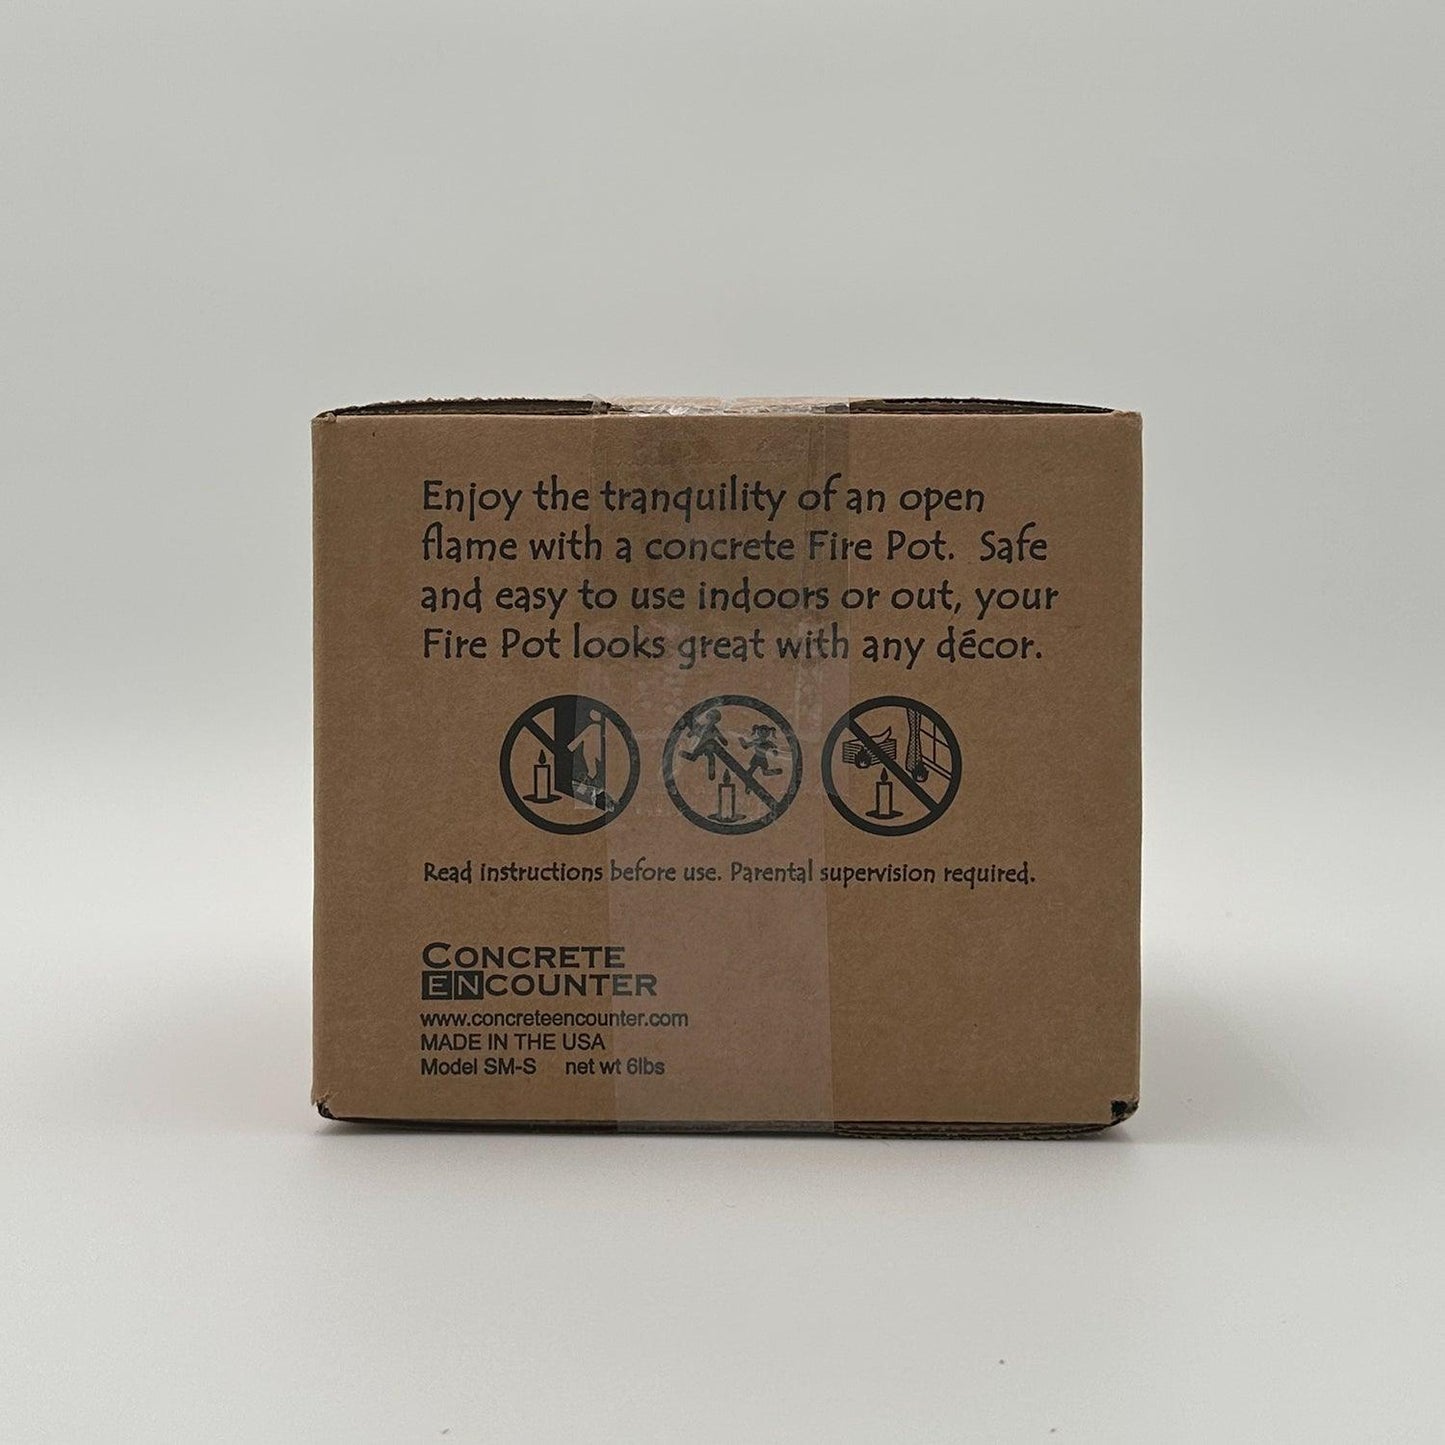 Enjoy the tranquility of an open
flame with a concrete Fire Pot. Safe
and easy to use indoors or out, your
Fire Pot looks great with any décor.
Read instructions before use. Parental supervision required.
CONCRETE
ENCOUNTER
www.concreteencounter.com
MADE IN THE USA
Model SM-S net wt 6lbs